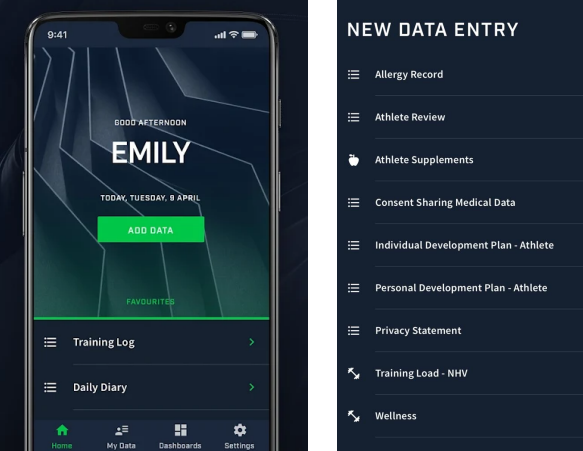 9:41
GOOD AFTERNOON
EMILY
TODAY, TUESDAY, 9 APRIL
ADD DATA
FAVOURITES
Training Log
Daily Diary
Home
My Data
Dashboards
Settings
NEW DATA ENTRY
Allergy Record
Athlete Review
Athlete Supplements
Consent Sharing Medical Data
Individual Development Plan - Athlete
Personal Development Plan - Athlete
Privacy Statement
Training Load - NHV
Wellness